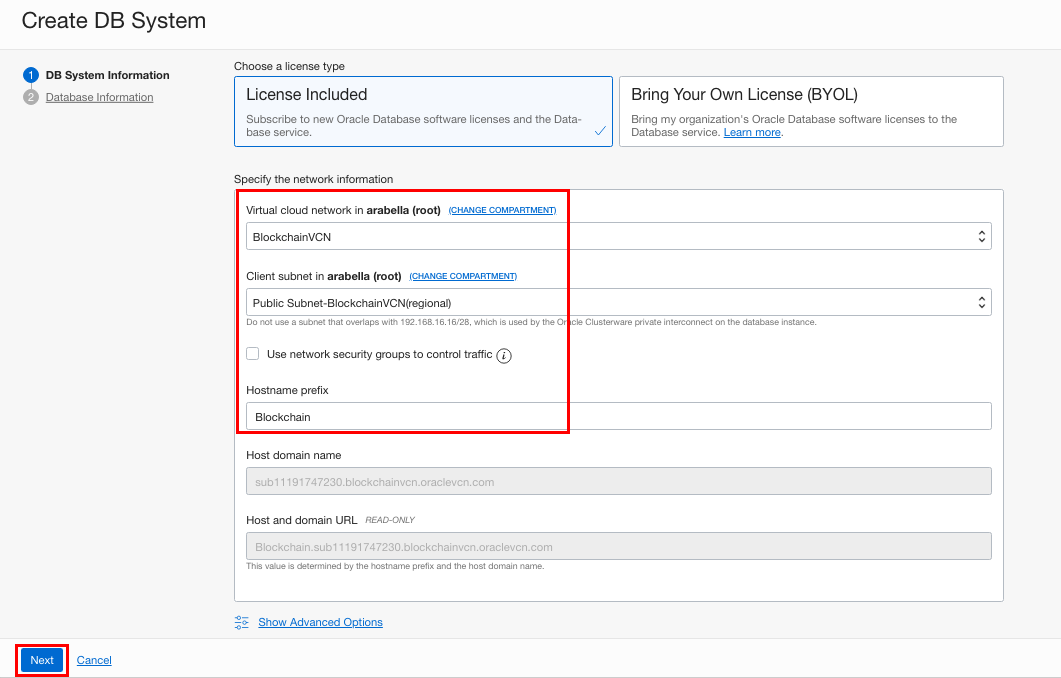 Create DB System
1 DB System Information
2 Database Information
Choose a license type
License Included
Subscribe to new Oracle Database software licenses and the Data-
base service.
Bring Your Own License (BYOL)
Bring my organization's Oracle Database software licenses to the
Database service. Learn more.
Specify the network information
Virtual cloud network in arabella (root) (CHANGE COMPARTMENT)
BlockchainVCN
Client subnet in arabella (root) (CHANGE COMPARTMENT)
Public Subnet-BlockchainVCN(regional)
Do not use a subnet that overlaps with 192.168.16.16/28, which is used by the Oracle Clusterware private interconnect on the database instance.
Use network security groups to control traffic i
Hostname prefix
Blockchain
Host domain name
sub11191747230.blockchainvcn.oraclevcn.com
Host and domain URL READ-ONLY
Blockchain.sub11191747230.blockchainvcn.oraclevcn.com
This value is determined by the hostname prefix and the host domain name.
Show Advanced Options
Next Cancel